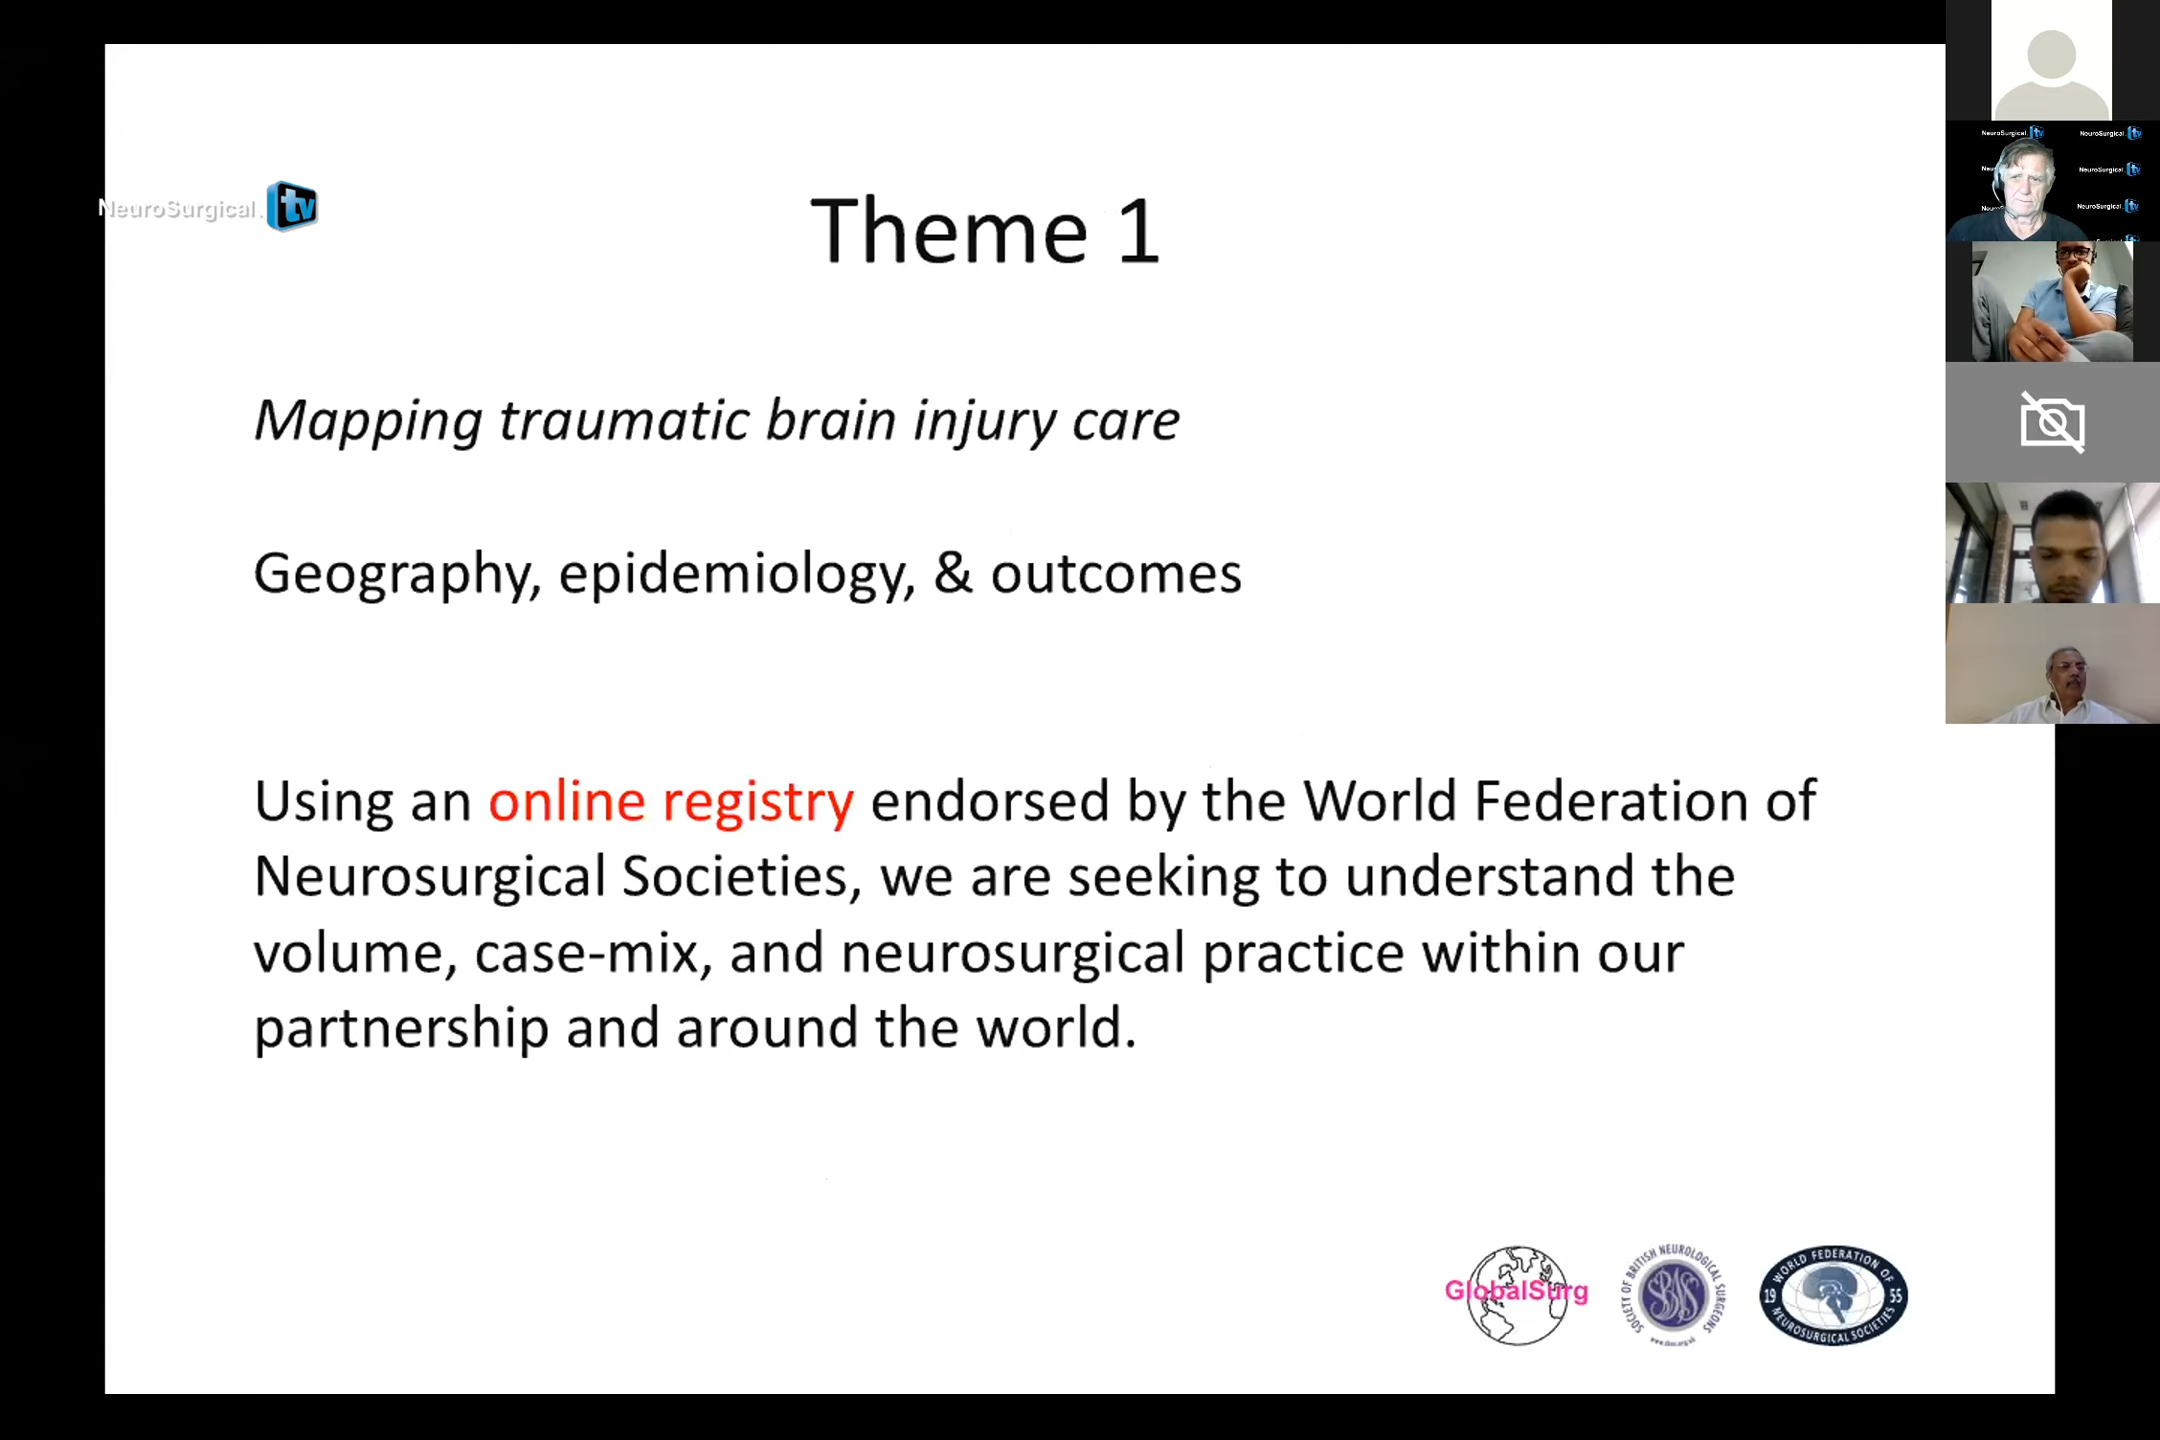 NeuroSurgical.tv
Theme 1
Mapping traumatic brain injury care
Geography, epidemiology, & outcomes
Using an online registry endorsed by the World Federation of
Neurosurgical Societies, we are seeking to understand the
volume, case-mix, and neurosurgical practice within our
partnership and around the world.
GlobalSurg
SOCIETY OF BRITISH NEUROLOGICAL SURGEONS
SBNS
WORLD FEDERATION OF
19 55
NEUROSURGICAL SOCIETIES
NeuroSurgical.tv
NeuroSurgical.tv
NeuroSurgical.tv
NeuroSurgical.tv